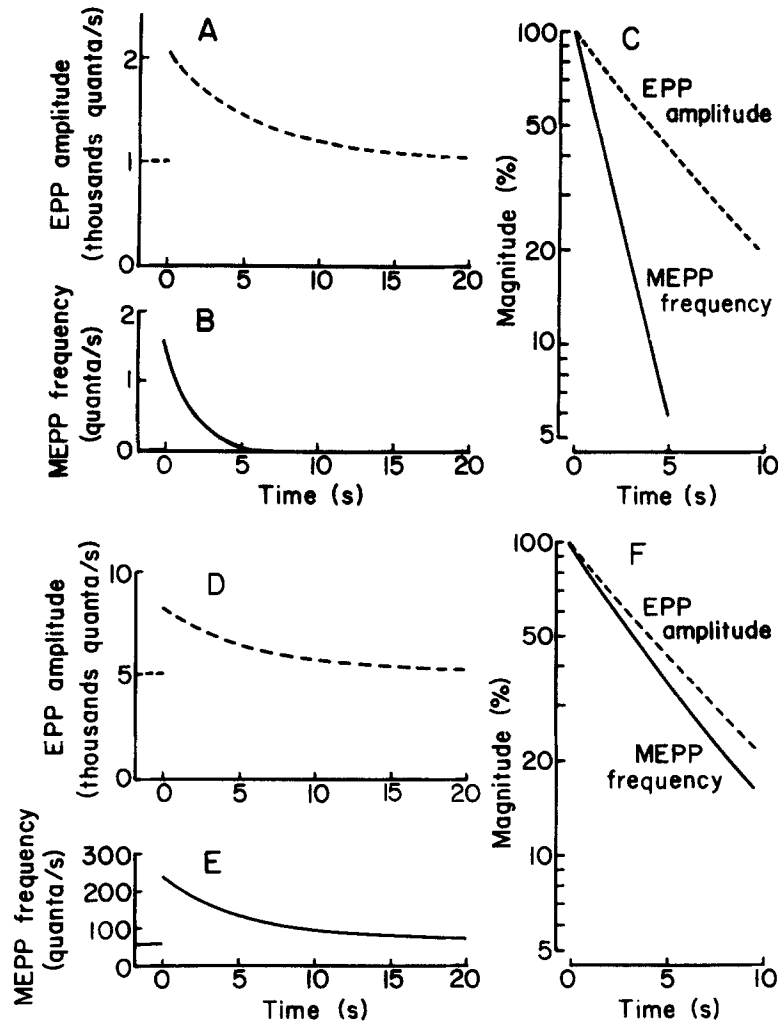 A
EPP amplitude
(thousands quanta/s)
2
1
0
0 5 10 15 20
B
MEPP frequency
(quanta/s)
2
1
0
0 5 10 15 20
Time (s)
C
Magnitude (%)
100
50
20
10
5
EPP
amplitude
MEPP
frequency
0 5 10
Time (s)
D
EPP amplitude
(thousands quanta/s)
10
5
0
0 5 10 15 20
E
MEPP frequency
(quanta/s)
300
200
100
0
0 5 10 15 20
Time (s)
F
Magnitude (%)
100
50
20
10
5
EPP
amplitude
MEPP
frequency
0 5 10
Time (s)